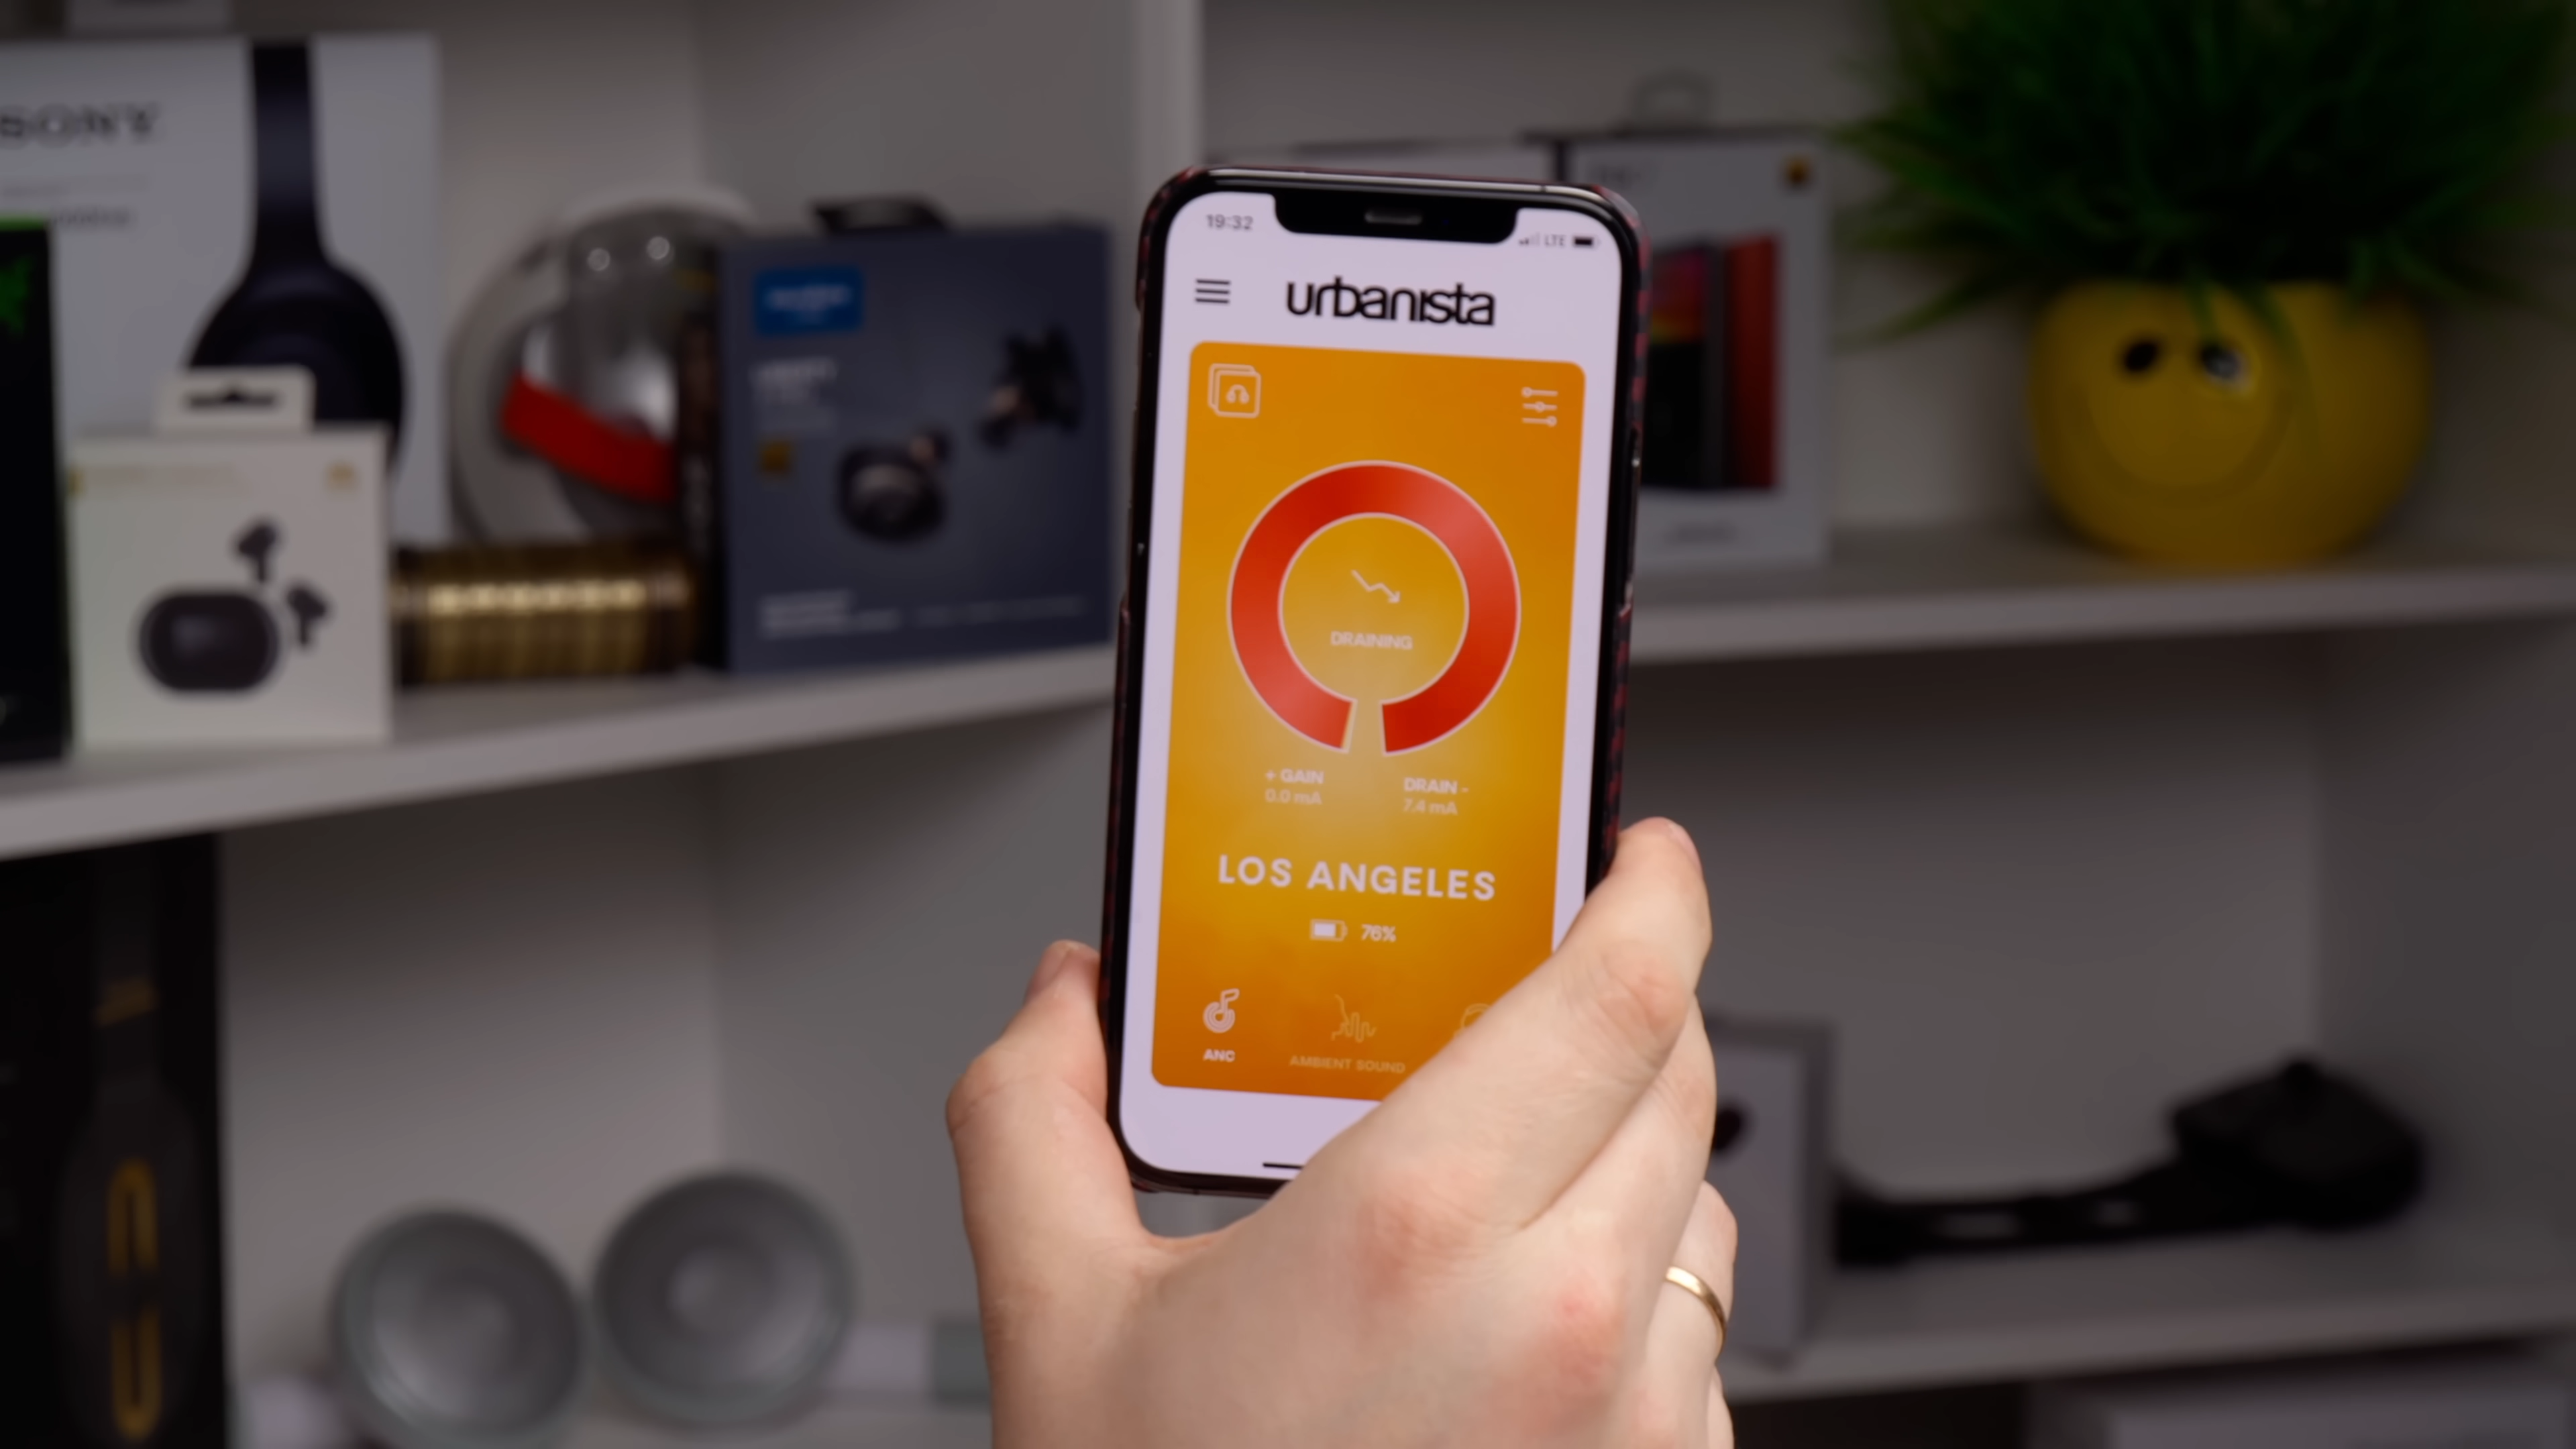 SONY
19:32
LTE
urbanista
DRAINING
+ GAIN
0.0 mA
DRAIN -
7.4 mA
LOS ANGELES
76%
ANC
AMBIENT SOUND